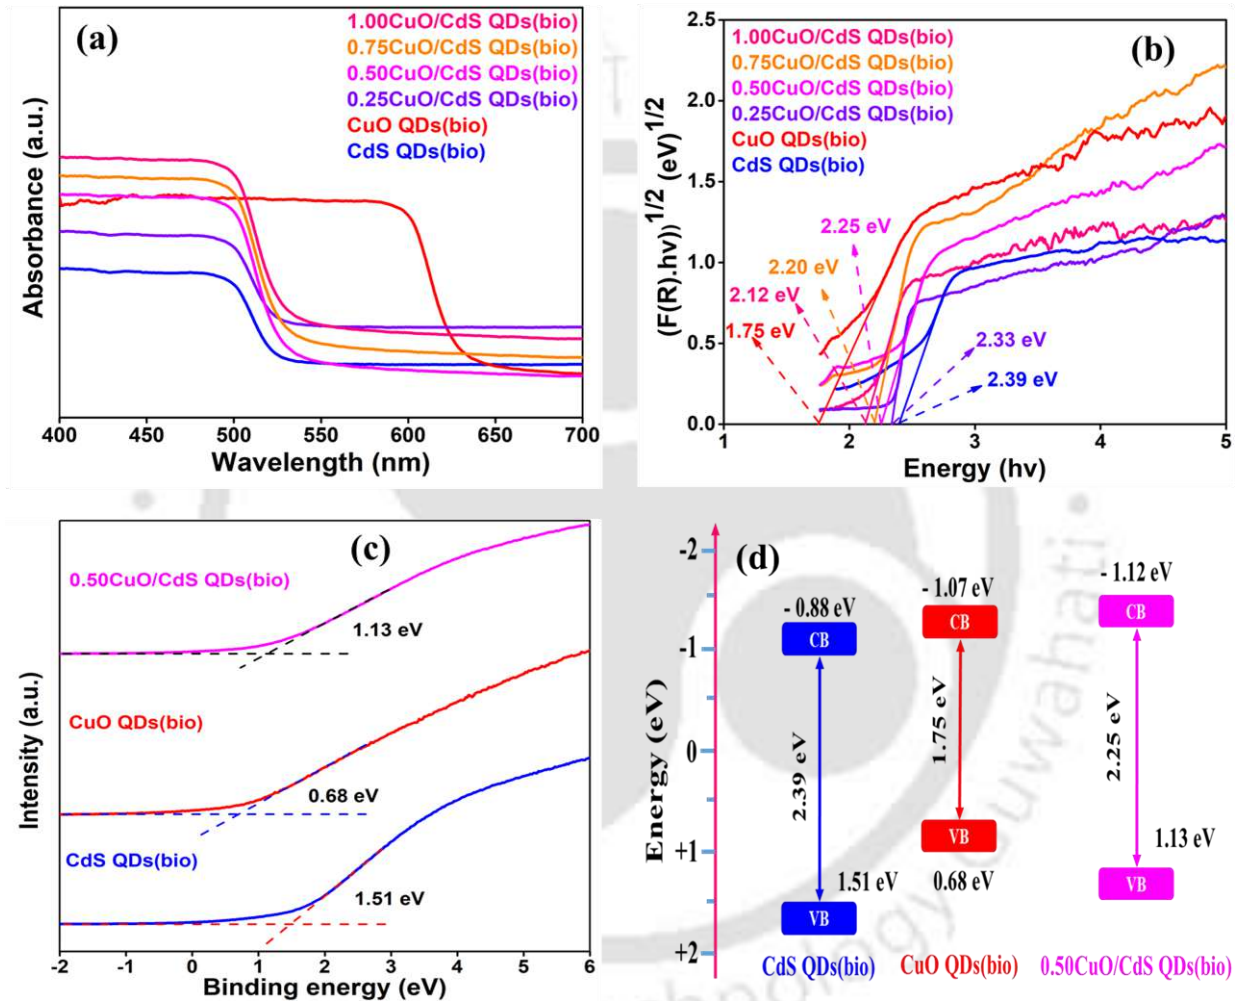 (a)
1.00CuO/CdS QDs(bio)
0.75CuO/CdS QDs(bio)
0.50CuO/CdS QDs(bio)
0.25CuO/CdS QDs(bio)
CuO QDs(bio)
CdS QDs(bio)
Absorbance (a.u.)
400 450 500 550 600 650 700
Wavelength (nm)
(b)
1.00CuO/CdS QDs(bio)
0.75CuO/CdS QDs(bio)
0.50CuO/CdS QDs(bio)
0.25CuO/CdS QDs(bio)
CuO QDs(bio)
CdS QDs(bio)
(F(R).hv))^1/2 (eV)^1/2
2.5
2.0
1.5
1.0
0.5
0.0
2.25 eV
2.20 eV
2.12 eV
1.75 eV
2.33 eV
2.39 eV
1 2 3 4 5
Energy (hv)
(c)
0.50CuO/CdS QDs(bio)
1.13 eV
CuO QDs(bio)
0.68 eV
CdS QDs(bio)
1.51 eV
Intensity (a.u.)
-2 -1 0 1 2 3 4 5 6
Binding energy (eV)
(d)
Energy (eV)
-2
-1
0
+1
+2
- 0.88 eV
CB
2.39 eV
1.51 eV
VB
CdS QDs(bio)
- 1.07 eV
CB
1.75 eV
VB
0.68 eV
CuO QDs(bio)
- 1.12 eV
CB
2.25 eV
1.13 eV
VB
0.50CuO/CdS QDs(bio)
Guwahati